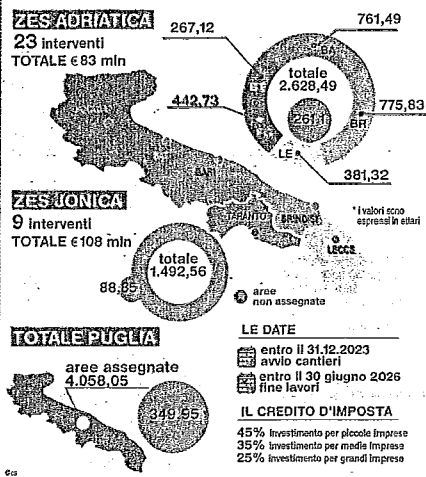 ZES ADRIATICA
23 interventi
TOTALE € 83 mln
267,12
761,49
BA
totale
2.628,49
BT
442,73
261,1
BR
775,83
LE
381,32
BARI
* I valori sono
espressi in ettari
ZES JONICA
9 interventi
TOTALE € 108 mln
TARANTO
BRINDISI
LECCE
totale
1.492,56
88,85
aree
non assegnate
TOTALE PUGLIA
aree assegnate
4.058,05
349,95
LE DATE
entro il 31.12.2023
avvio cantieri
entro il 30 giugno 2026
fine lavori
IL CREDITO D'IMPOSTA
45% Investimento per piccole imprese
35% Investimento per medie imprese
25% Investimento per grandi imprese